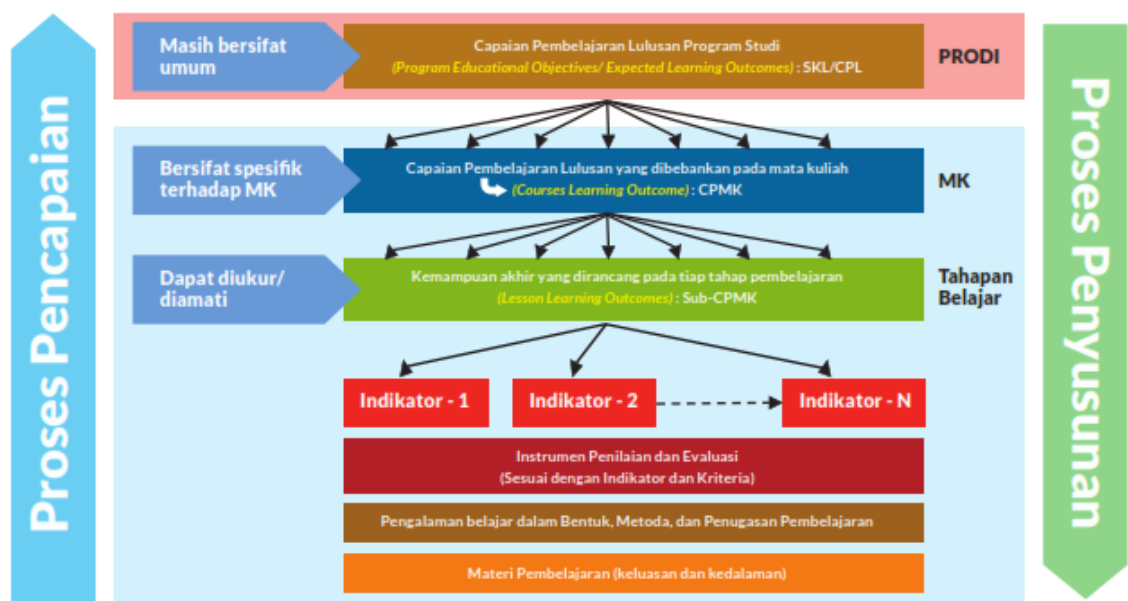 Proses Pencapaian
Masih bersifat
umum
Capaian Pembelajaran Lulusan Program Studi
(Program Educational Objectives/ Expected Learning Outcomes) : SKL/CPL
PRODI
Bersifat spesifik
terhadap MK
Capaian Pembelajaran Lulusan yang dibebankan pada mata kuliah
(Courses Learning Outcome) : CPMK
MK
Dapat diukur/
diamati
Kemampuan akhir yang dirancang pada tiap tahap pembelajaran
(Lesson Learning Outcomes) : Sub-CPMK
Tahapan
Belajar
Indikator - 1
Indikator - 2
Indikator - N
Instrumen Penilaian dan Evaluasi
(Sesuai dengan Indikator dan Kriteria)
Pengalaman belajar dalam Bentuk, Metoda, dan Penugasan Pembelajaran
Materi Pembelajaran (keluasan dan kedalaman)
Proses Penyusunan